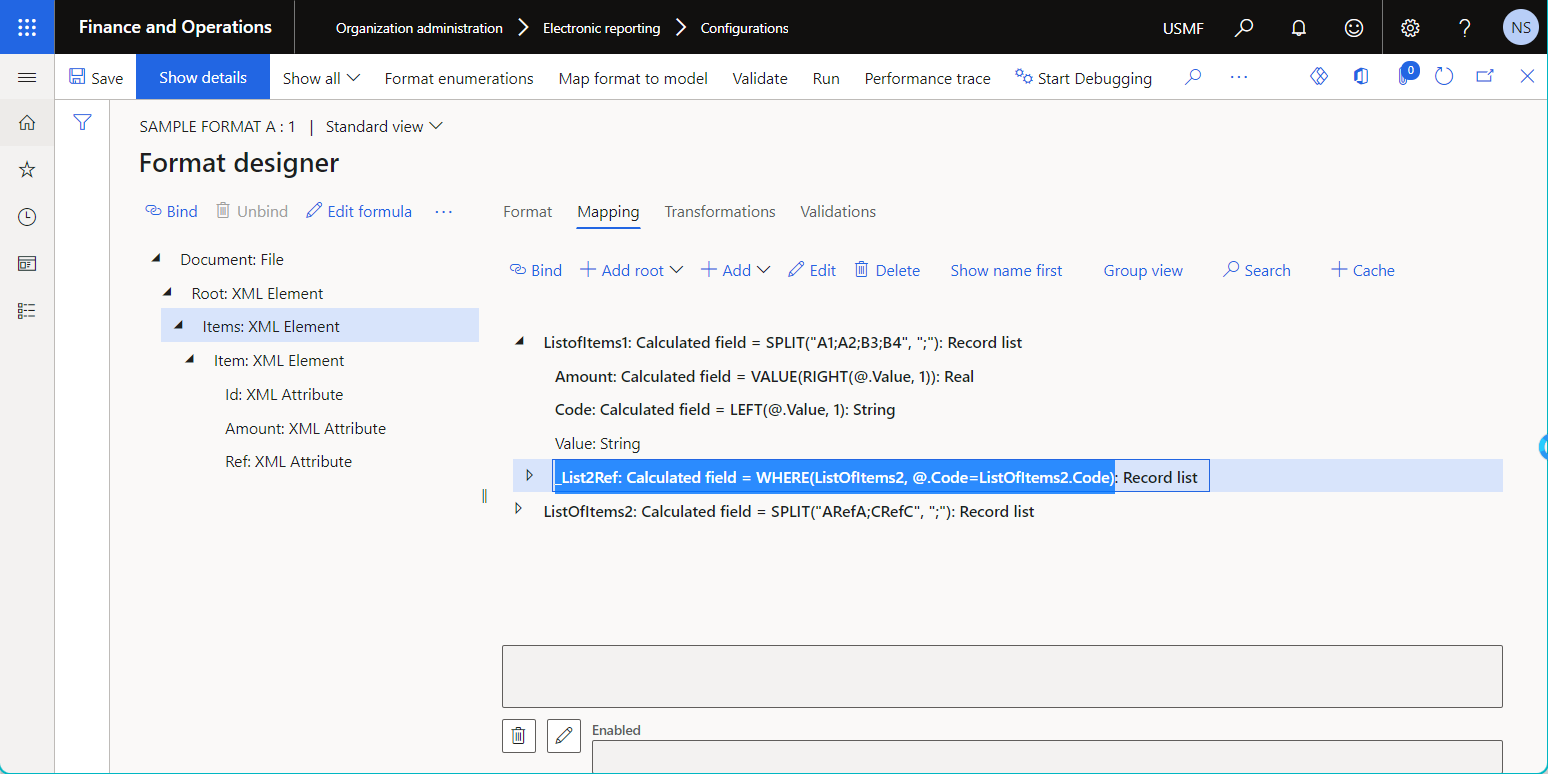 Finance and Operations
Organization administration
Electronic reporting
Configurations
USMF
NS
Save
Show details
Show all
Format enumerations
Map format to model
Validate
Run
Performance trace
Start Debugging
0
SAMPLE FORMAT A : 1 | Standard view
Format designer
Bind
Unbind
Edit formula
Format
Mapping
Transformations
Validations
Document: File
Root: XML Element
Items: XML Element
Item: XML Element
Id: XML Attribute
Amount: XML Attribute
Ref: XML Attribute
Bind
Add root
Add
Edit
Delete
Show name first
Group view
Search
Cache
ListofItems1: Calculated field = SPLIT("A1;A2;B3;B4", ";"): Record list
Amount: Calculated field = VALUE(RIGHT(@.Value, 1)): Real
Code: Calculated field = LEFT(@.Value, 1): String
Value: String
_List2Ref: Calculated field = WHERE(ListOfItems2, @.Code=ListOfItems2.Code): Record list
ListOfItems2: Calculated field = SPLIT("ARefA;CRefC", ";"): Record list
Enabled